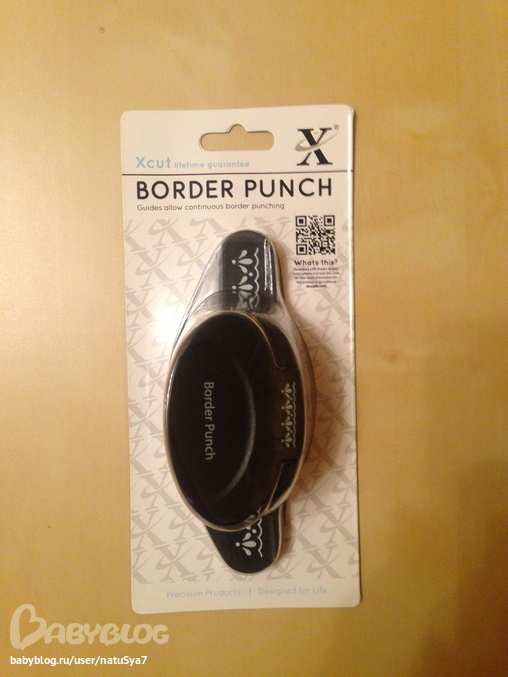 X
Xcut lifetime guarantee
BORDER PUNCH
Guides allow continuous border punching
Whats this?
Border Punch
Precision Products | Designed for Life
BABYBLOG
babyblog.ru/user/natuSya7